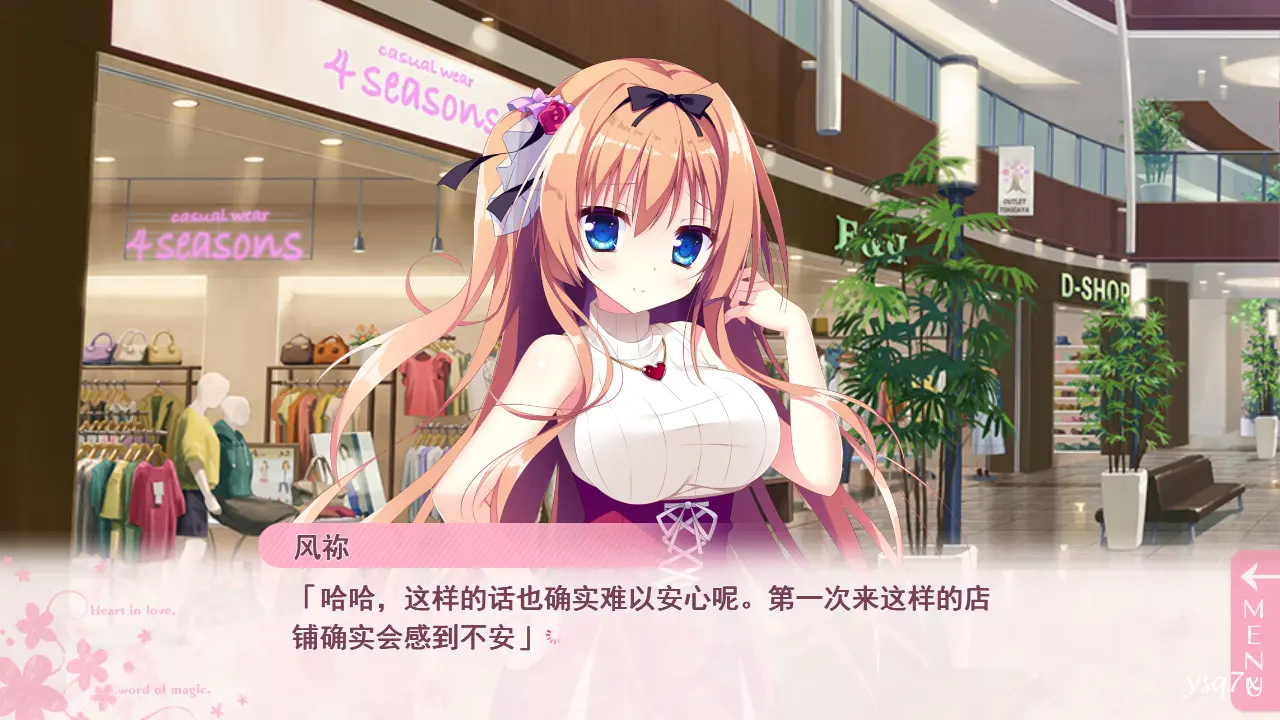 casual wear
4 seasons
casual wear
4 seasons
OUTLET
D-SHOP
风祢
「哈哈，这样的话也确实难以安心呢。第一次来这样的店
铺确实会感到不安」
Heart in love,
word of magic.
MENU